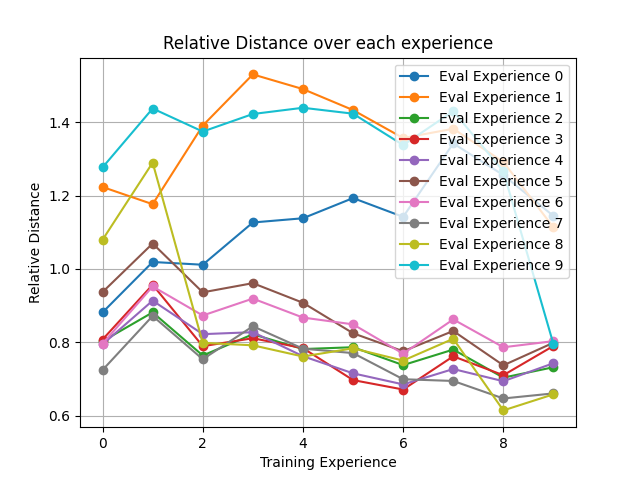 Relative Distance over each experience
Eval Experience 0
Eval Experience 1
Eval Experience 2
Eval Experience 3
Eval Experience 4
Eval Experience 5
Eval Experience 6
Eval Experience 7
Eval Experience 8
Eval Experience 9
Relative Distance
1.4
1.2
1.0
0.8
0.6
0 2 4 6 8
Training Experience